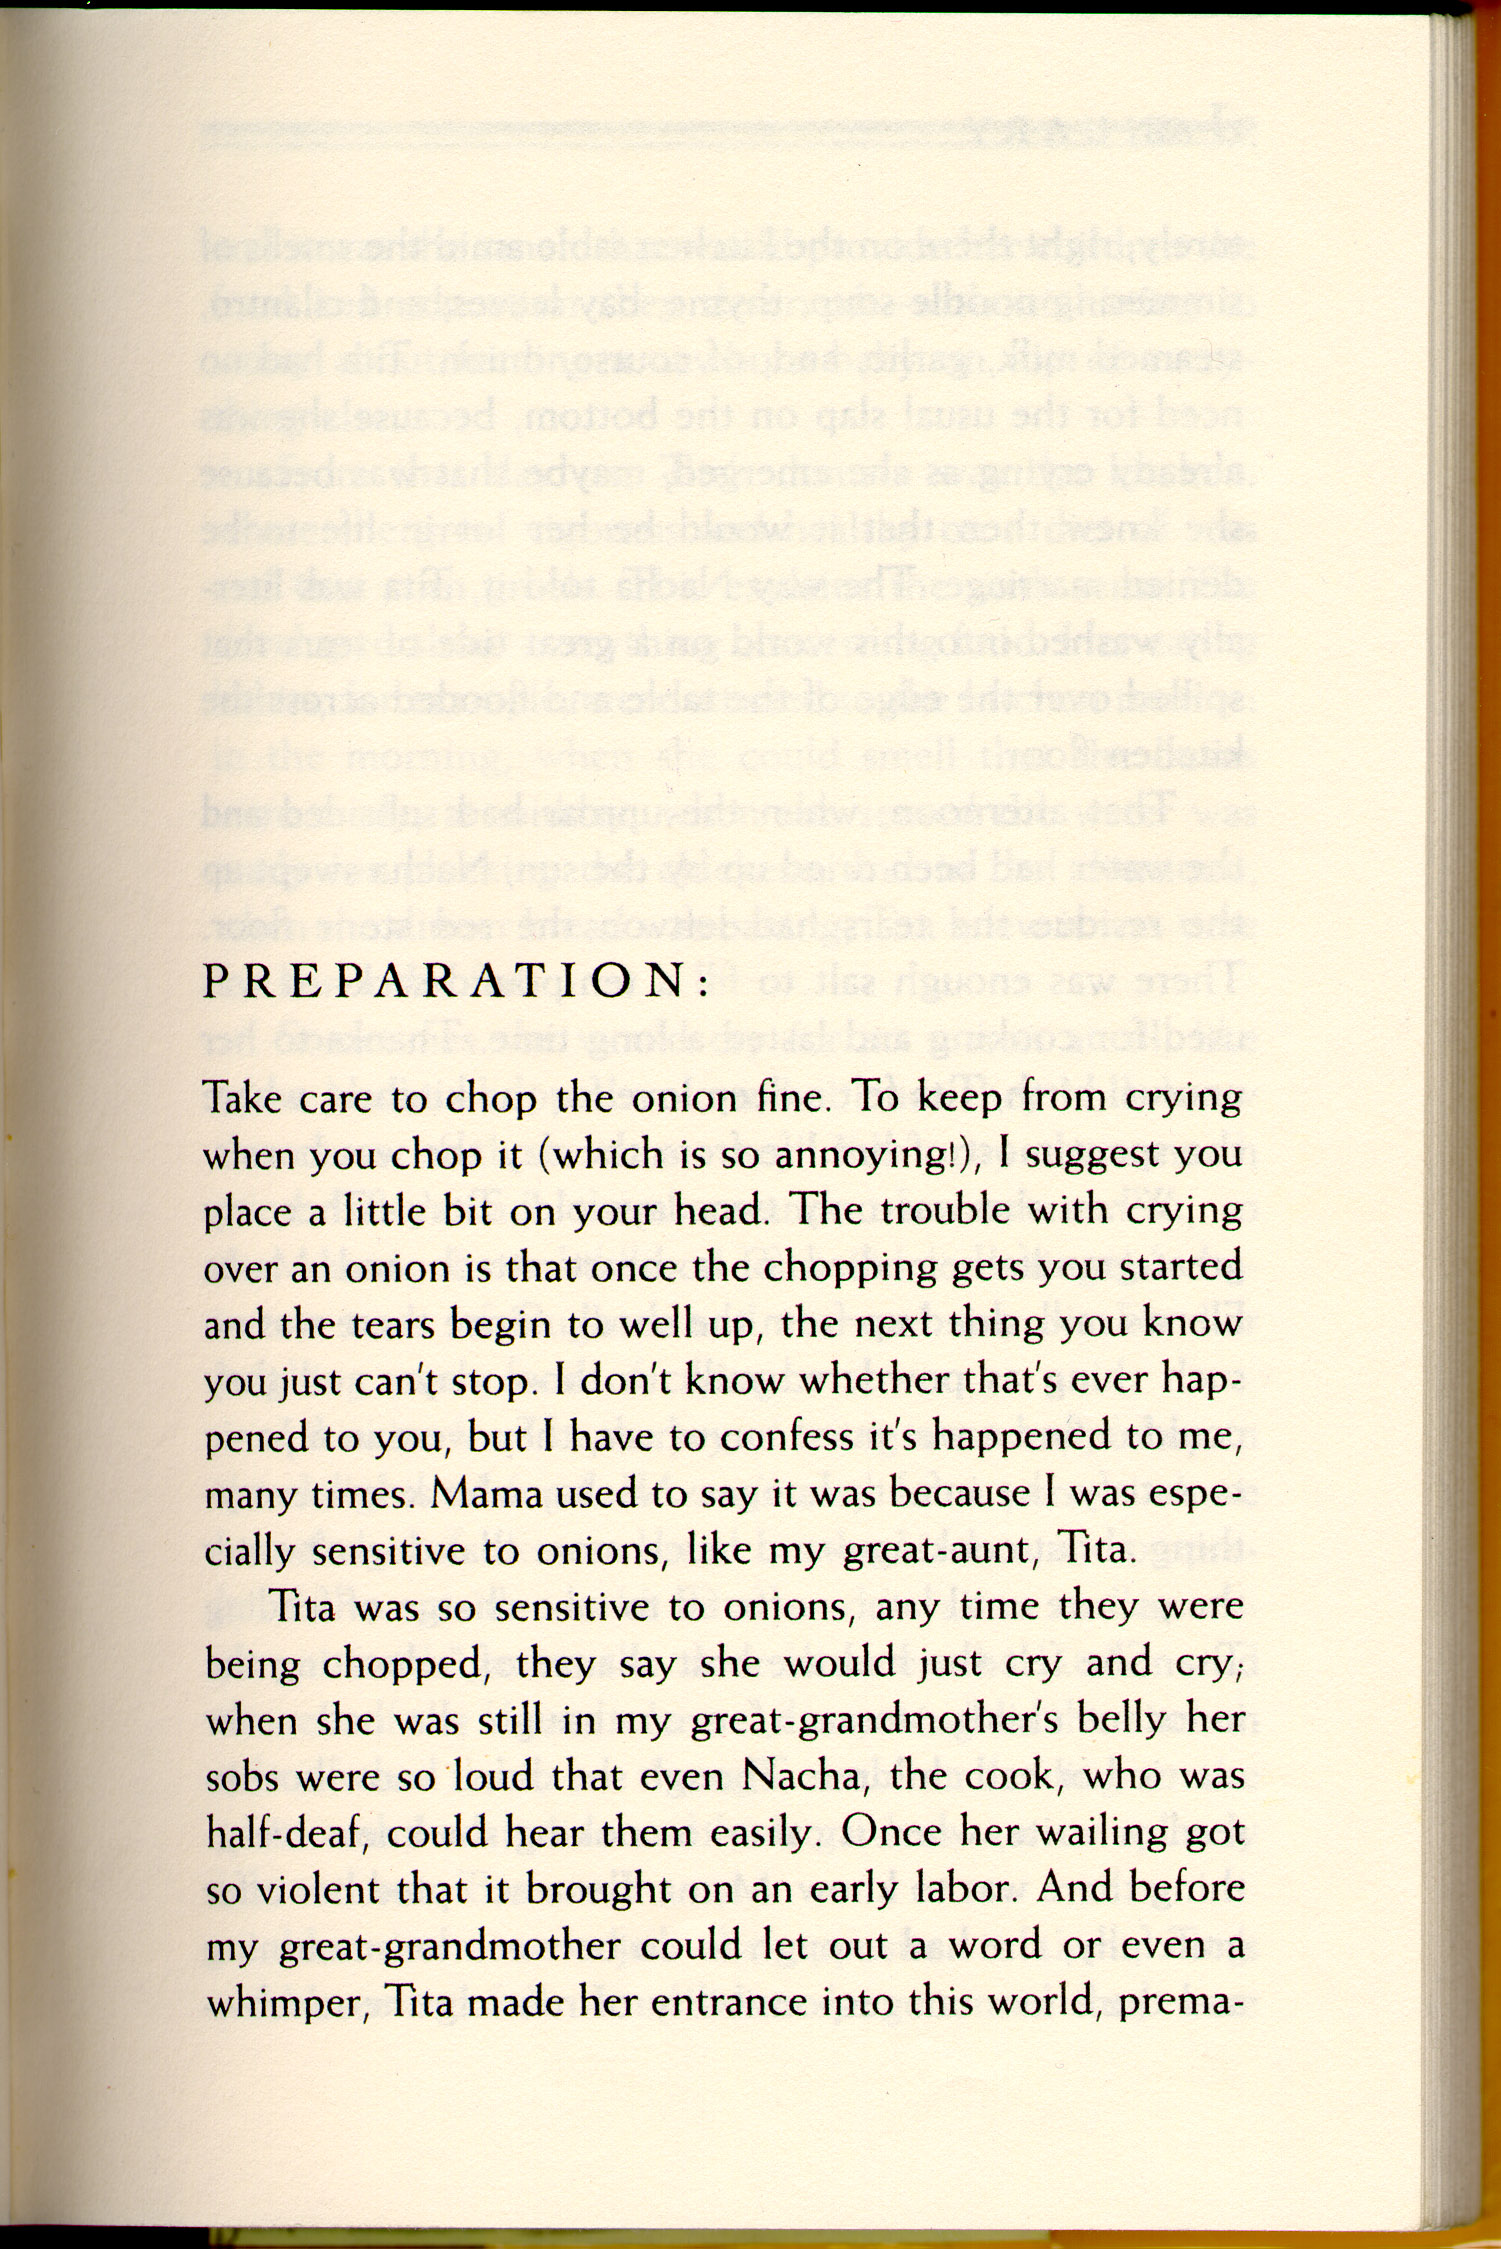 PREPARATION:
Take care to chop the onion fine. To keep from crying
when you chop it (which is so annoying!), I suggest you
place a little bit on your head. The trouble with crying
over an onion is that once the chopping gets you started
and the tears begin to well up, the next thing you know
you just can't stop. I don't know whether that's ever hap-
pened to you, but I have to confess it's happened to me,
many times. Mama used to say it was because I was espe-
cially sensitive to onions, like my great-aunt, Tita.
Tita was so sensitive to onions, any time they were
being chopped, they say she would just cry and cry;
when she was still in my great-grandmother's belly her
sobs were so loud that even Nacha, the cook, who was
half-deaf, could hear them easily. Once her wailing got
so violent that it brought on an early labor. And before
my great-grandmother could let out a word or even a
whimper, Tita made her entrance into this world, prema-